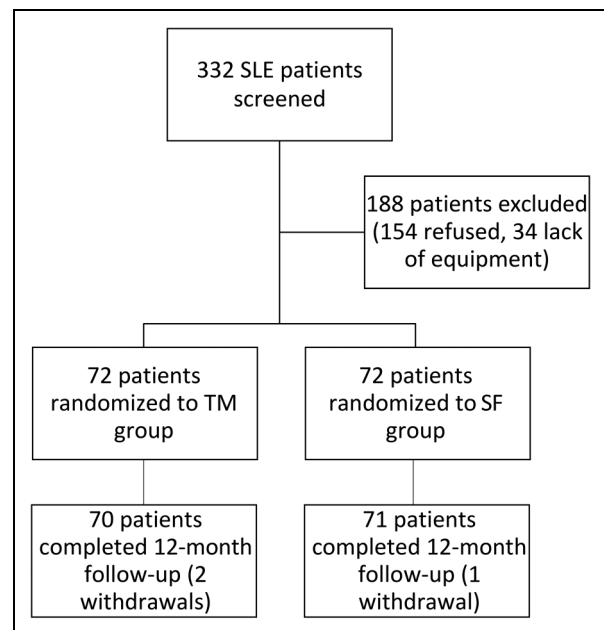 332 SLE patients
screened
188 patients excluded
(154 refused, 34 lack
of equipment)
72 patients
randomized to TM
group
72 patients
randomized to SF
group
70 patients
completed 12-month
follow-up (2
withdrawals)
71 patients
completed 12-month
follow-up (1
withdrawal)